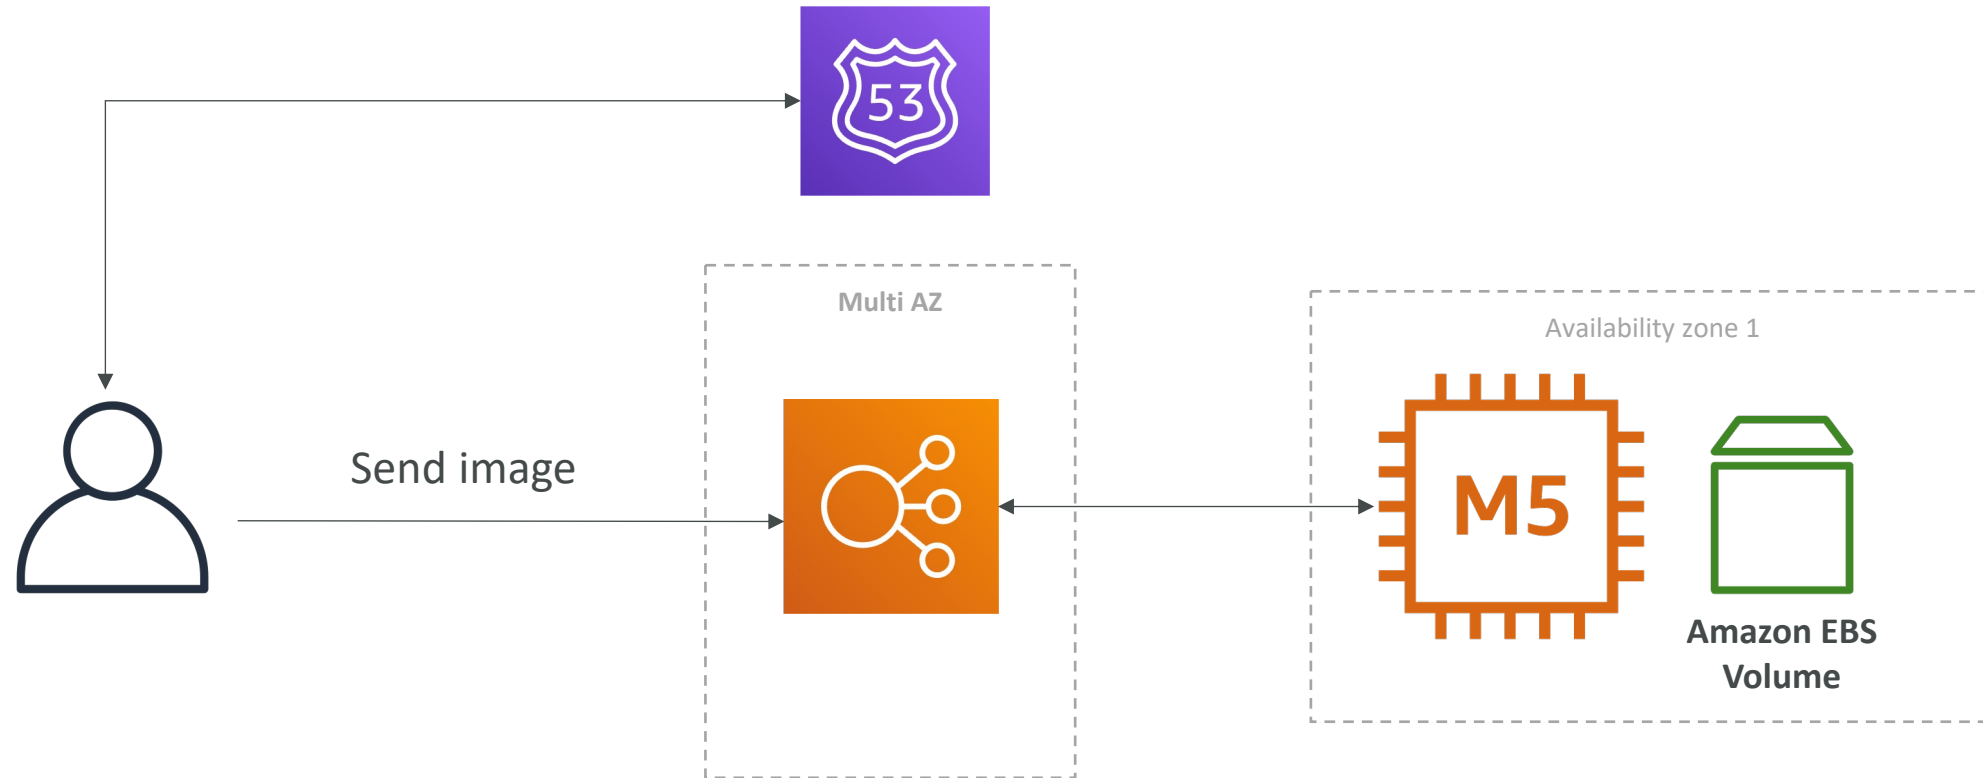 53
Multi AZ
Availability zone 1
Send image
M5
Amazon EBS
Volume